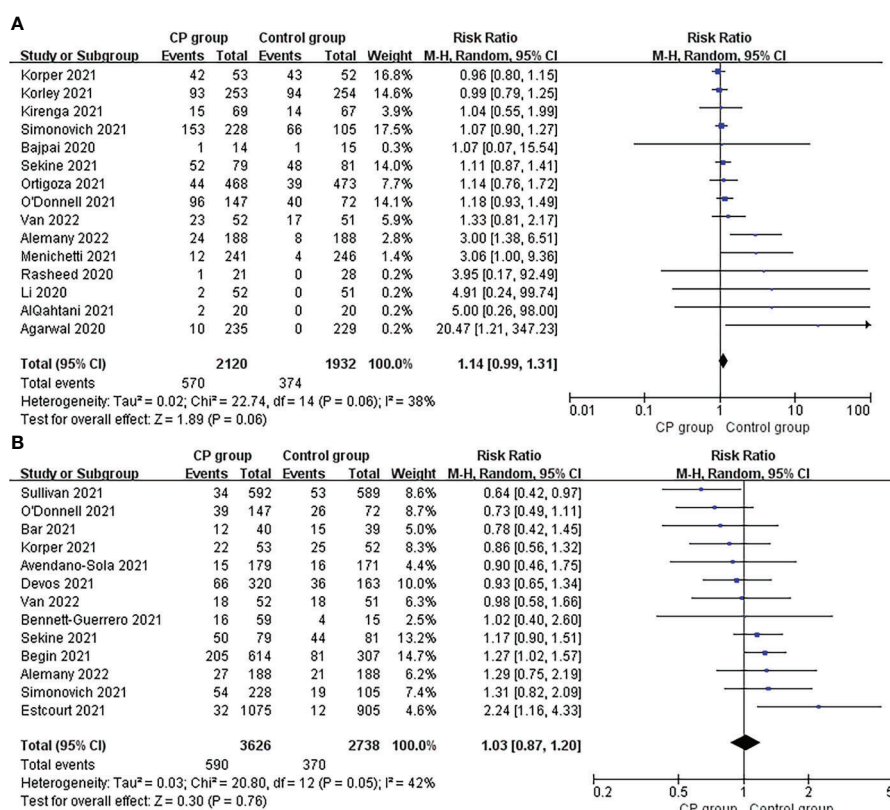 A
CP group Control group Risk Ratio Risk Ratio
Study or Subgroup Events Total Events Total Weight M-H, Random, 95% CI M-H, Random, 95% CI
Korper 2021 42 53 43 52 16.8% 0.96 [0.80, 1.15]
Korley 2021 93 253 94 254 14.6% 0.99 [0.79, 1.25]
Kirenga 2021 15 69 14 67 3.9% 1.04 [0.55, 1.99]
Simonovich 2021 153 228 66 105 17.5% 1.07 [0.90, 1.27]
Bajpai 2020 1 14 1 15 0.3% 1.07 [0.07, 15.54]
Sekine 2021 52 79 48 81 14.0% 1.11 [0.87, 1.41]
Ortigoza 2021 44 468 39 473 7.7% 1.14 [0.76, 1.72]
O'Donnell 2021 96 147 40 72 14.1% 1.18 [0.93, 1.49]
Van 2022 23 52 17 51 5.9% 1.33 [0.81, 2.17]
Alemany 2022 24 188 8 188 2.8% 3.00 [1.38, 6.51]
Menichetti 2021 12 241 4 246 1.4% 3.06 [1.00, 9.36]
Rasheed 2020 1 21 0 28 0.2% 3.95 [0.17, 92.49]
Li 2020 2 52 0 51 0.2% 4.91 [0.24, 99.74]
AlQahtani 2021 2 20 0 20 0.2% 5.00 [0.26, 98.00]
Agarwal 2020 10 235 0 229 0.2% 20.47 [1.21, 347.23]
Total (95% CI) 2120 1932 100.0% 1.14 [0.99, 1.31]
Total events 570 374
Heterogeneity: Tau² = 0.02; Chi² = 22.74, df = 14 (P = 0.06); I² = 38%
Test for overall effect: Z = 1.89 (P = 0.06)
0.01 0.1 1 10 100
CP group Control group
B
CP group Control group Risk Ratio Risk Ratio
Study or Subgroup Events Total Events Total Weight M-H, Random, 95% CI M-H, Random, 95% CI
Sullivan 2021 34 592 53 589 8.6% 0.64 [0.42, 0.97]
O'Donnell 2021 39 147 26 72 8.7% 0.73 [0.49, 1.11]
Bar 2021 12 40 15 39 5.0% 0.78 [0.42, 1.45]
Korper 2021 22 53 25 52 8.3% 0.86 [0.56, 1.32]
Avendano-Sola 2021 15 179 16 171 4.4% 0.90 [0.46, 1.75]
Devos 2021 66 320 36 163 10.0% 0.93 [0.65, 1.34]
Van 2022 18 52 18 51 6.1% 0.98 [0.58, 1.66]
Bennett-Guerrero 2021 16 59 4 15 2.5% 1.02 [0.40, 2.60]
Sekine 2021 50 79 44 81 13.2% 1.17 [0.90, 1.51]
Begin 2021 205 614 81 307 14.7% 1.27 [1.02, 1.57]
Alemany 2022 27 188 21 188 6.2% 1.29 [0.75, 2.19]
Simonovich 2021 54 228 19 105 7.4% 1.31 [0.82, 2.09]
Estcourt 2021 32 1075 12 905 4.6% 2.24 [1.16, 4.33]
Total (95% CI) 3626 2738 100.0% 1.03 [0.87, 1.20]
Total events 590 370
Heterogeneity: Tau² = 0.03; Chi² = 20.80, df = 12 (P = 0.05); I² = 42%
Test for overall effect: Z = 0.30 (P = 0.76)
0.2 0.5 1 2 5
CP group Control group